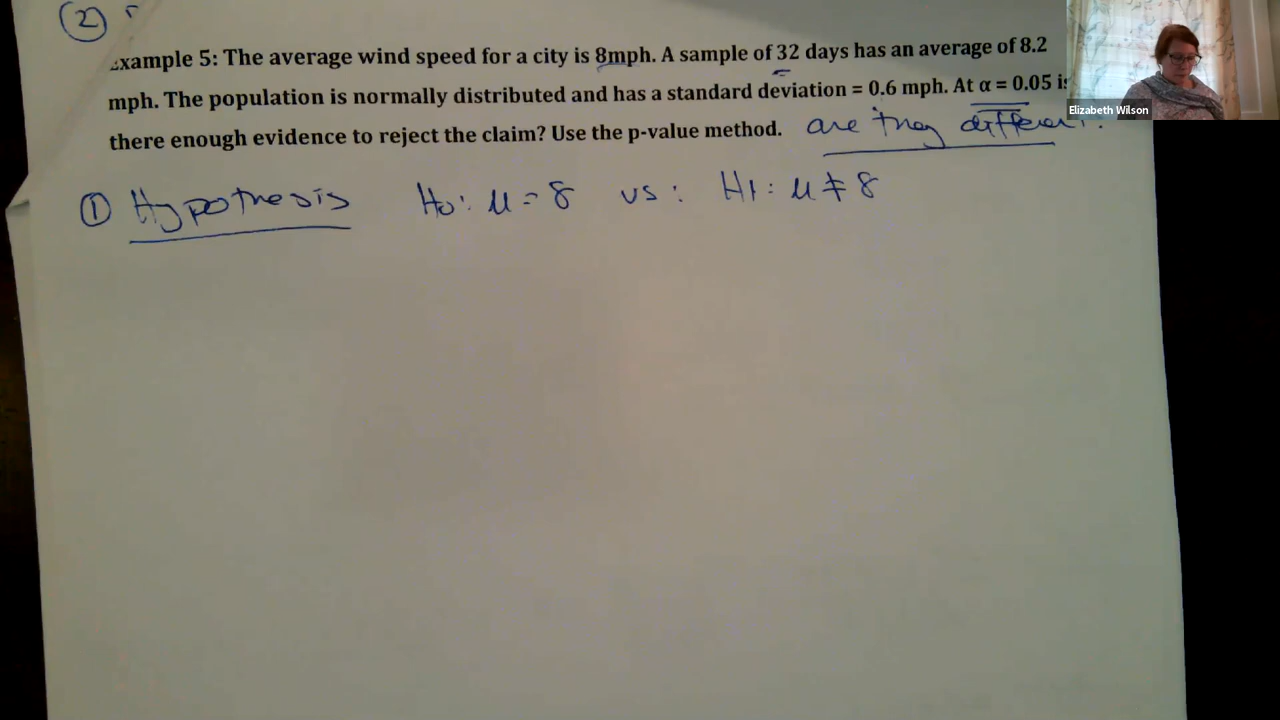 (2)
xample 5: The average wind speed for a city is 8mph. A sample of 32 days has an average of 8.2
mph. The population is normally distributed and has a standard deviation = 0.6 mph. At α = 0.05 is
there enough evidence to reject the claim? Use the p-value method. are they different?
Elizabeth Wilson
① Hypothesis H0: μ = 8 vs: H1: μ ≠ 8